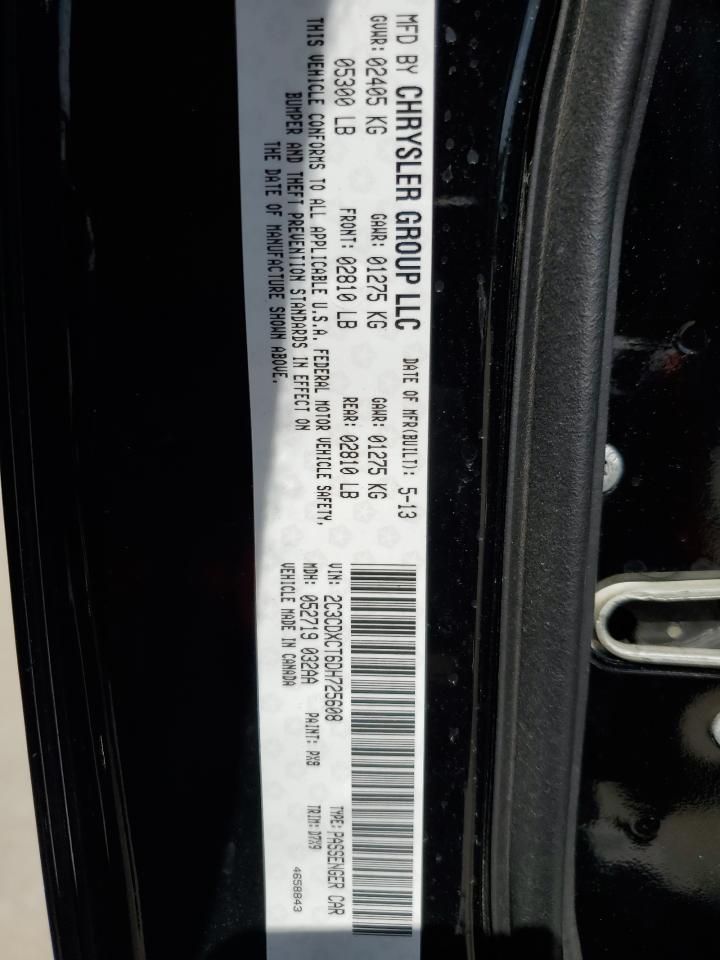 MFD BY CHRYSLER GROUP LLC DATE OF MFR(BUILT): 5-13
GVWR: 02405 KG GAWR: 01275 KG GAWR: 01275 KG
05300 LB FRONT: 02810 LB REAR: 02810 LB
THIS VEHICLE CONFORMS TO ALL APPLICABLE U.S.A. FEDERAL MOTOR VEHICLE SAFETY,
BUMPER AND THEFT PREVENTION STANDARDS IN EFFECT ON
THE DATE OF MANUFACTURE SHOWN ABOVE.
VIN: 2C3CDXCT6DH725608 TYPE: PASSENGER CAR
MDH: 052719 032AA PAINT: PX8 TRIM: D7X9
VEHICLE MADE IN CANADA 4658843